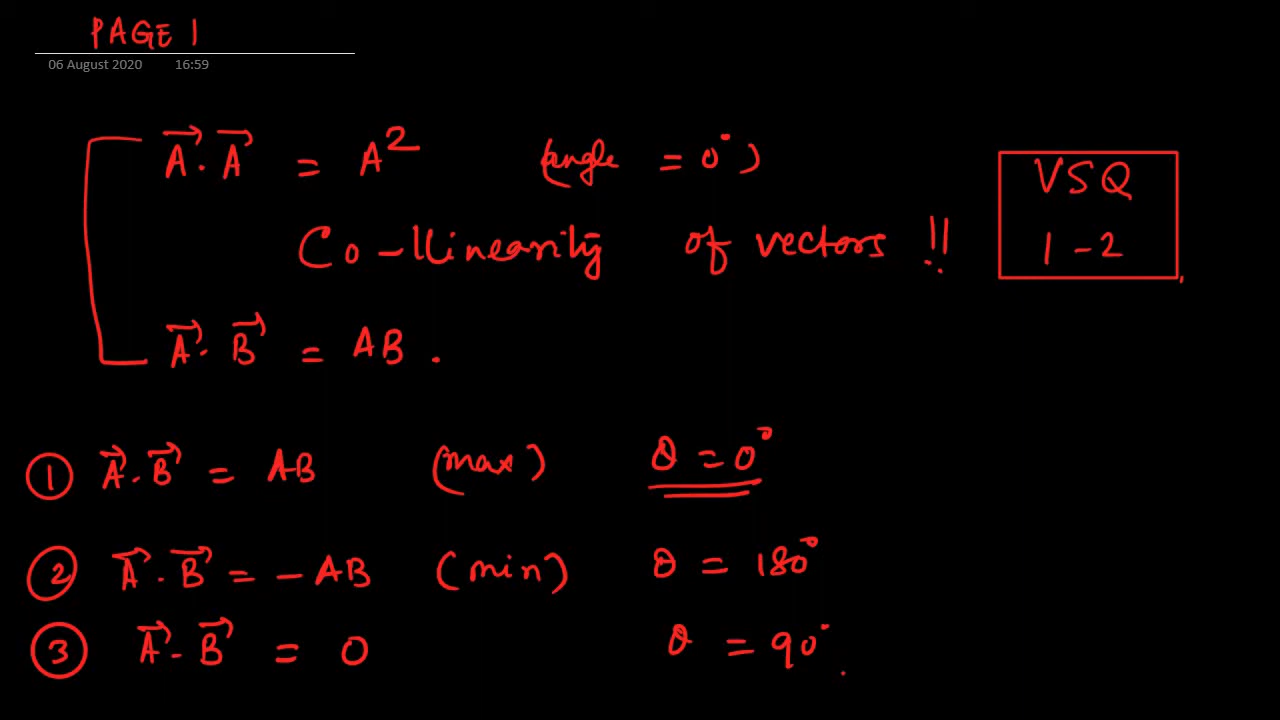 PAGE 1
06 August 2020 16:59
A⃗ . A⃗ = A² (angle = 0°)
Co-llinearity of vectors !!
VSQ
1 - 2
A⃗ . B⃗ = AB .
① A⃗ . B⃗ = AB (max) θ = 0°
② A⃗ . B⃗ = - AB (min) θ = 180°
③ A⃗ . B⃗ = 0 θ = 90° .